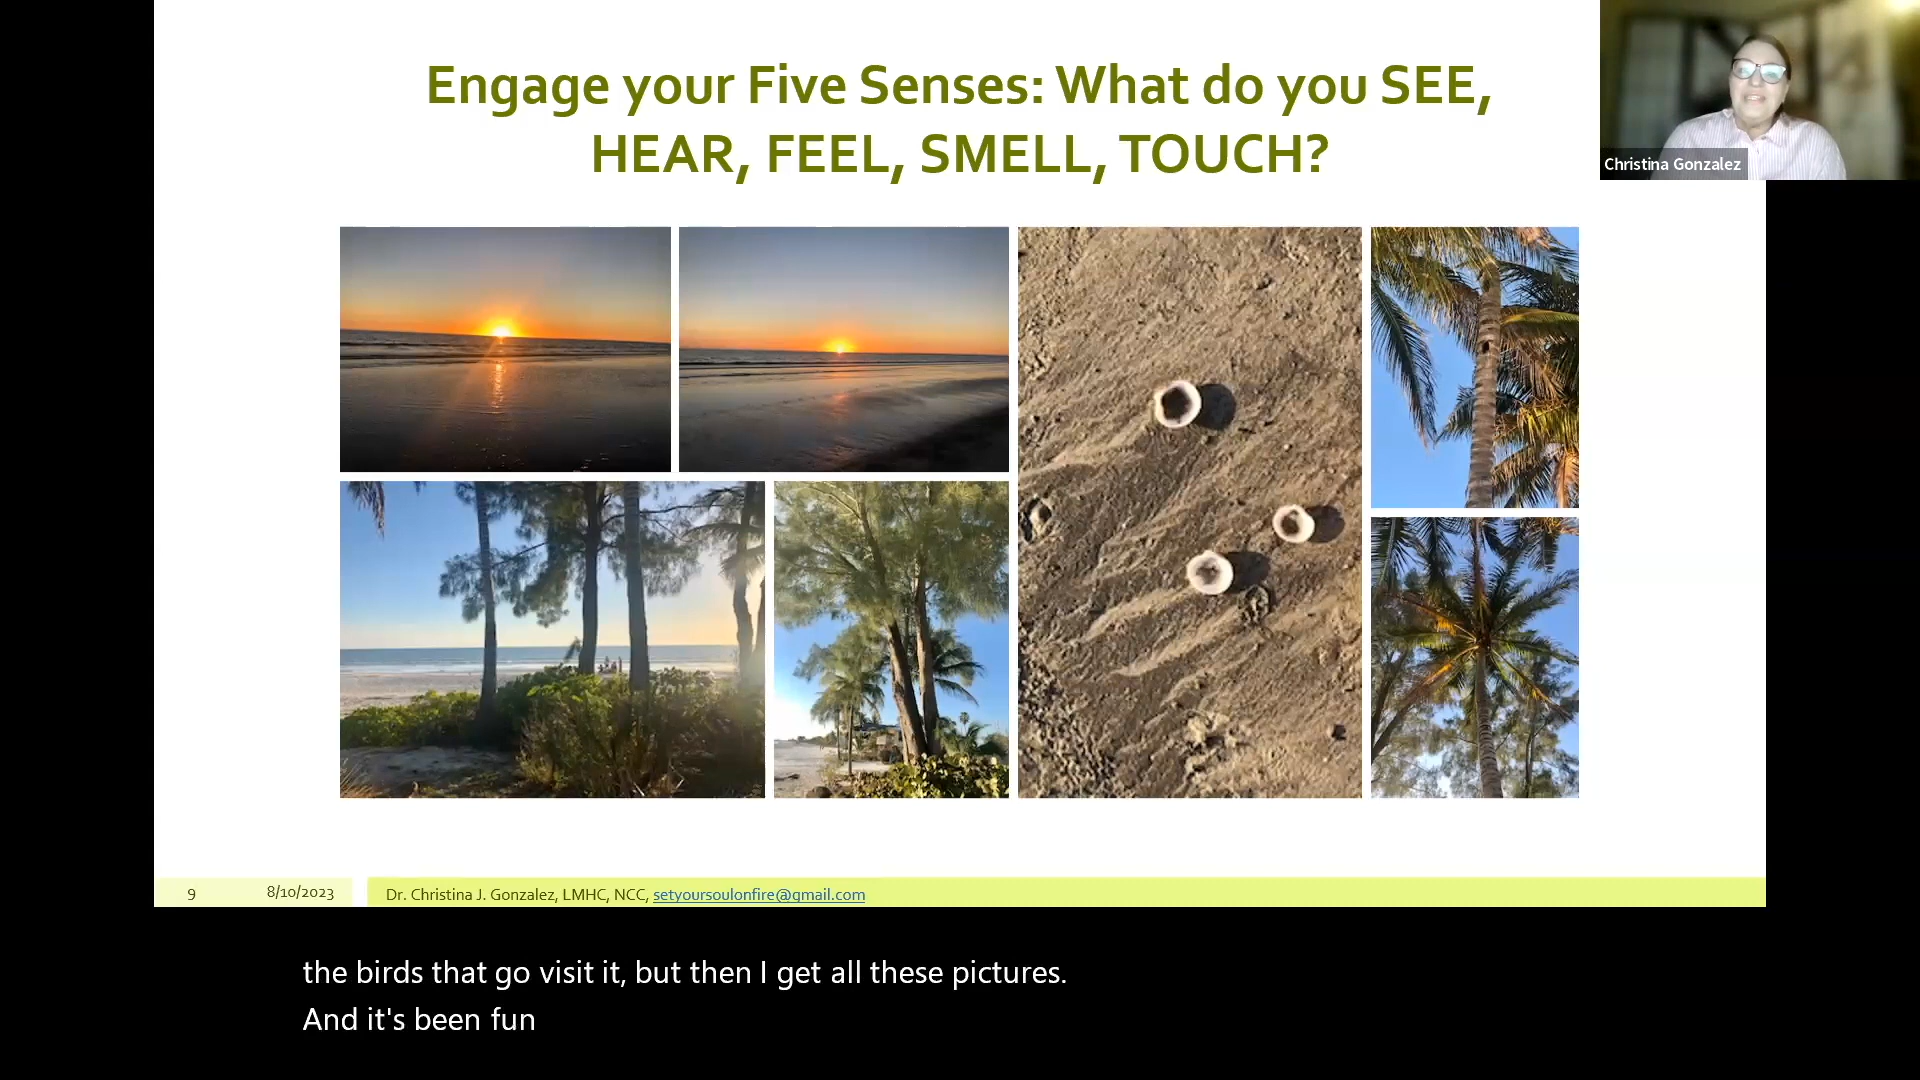 Engage your Five Senses: What do you SEE,
HEAR, FEEL, SMELL, TOUCH?
Christina Gonzalez
9
8/10/2023
Dr. Christina J. Gonzalez, LMHC, NCC, setyoursoulonfire@gmail.com
the birds that go visit it, but then I get all these pictures.
And it's been fun